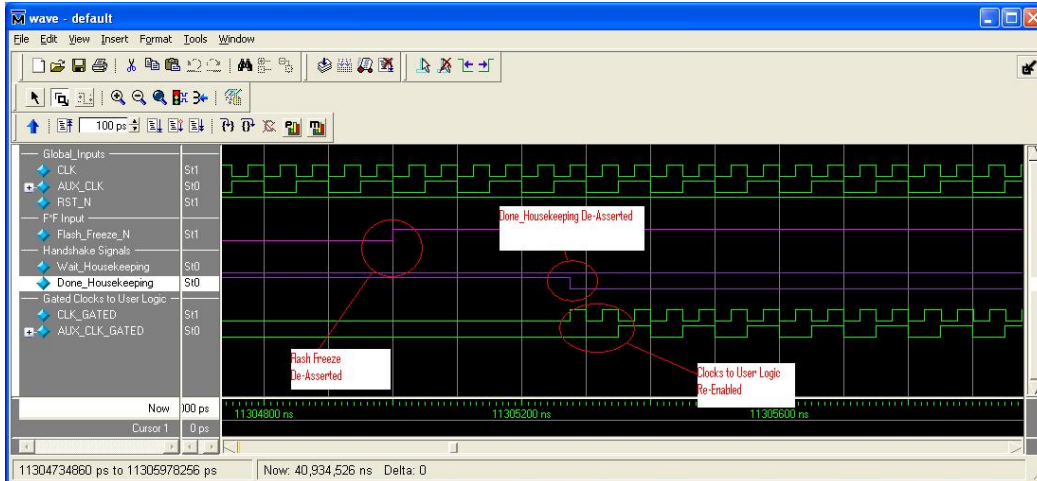 wave - default
File Edit View Insert Format Tools Window
100 ps
Global_Inputs
CLK St1
AUX_CLK St0
RST_N St1
F*F Input
Flash_Freeze_N St1
Handshake Signals
Wait_Housekeeping St0
Done_Housekeeping St0
Gated Clocks to User Logic
CLK_GATED St1
AUX_CLK_GATED St0
Done_Housekeeping De-Asserted
Flash Freeze
De-Asserted
Clocks to User Logic
Re-Enabled
Now 000 ps
Cursor 1 0 ps
11304800 ns 11305200 ns 11305600 ns
11304734860 ps to 11305978256 ps Now: 40,934,526 ns Delta: 0